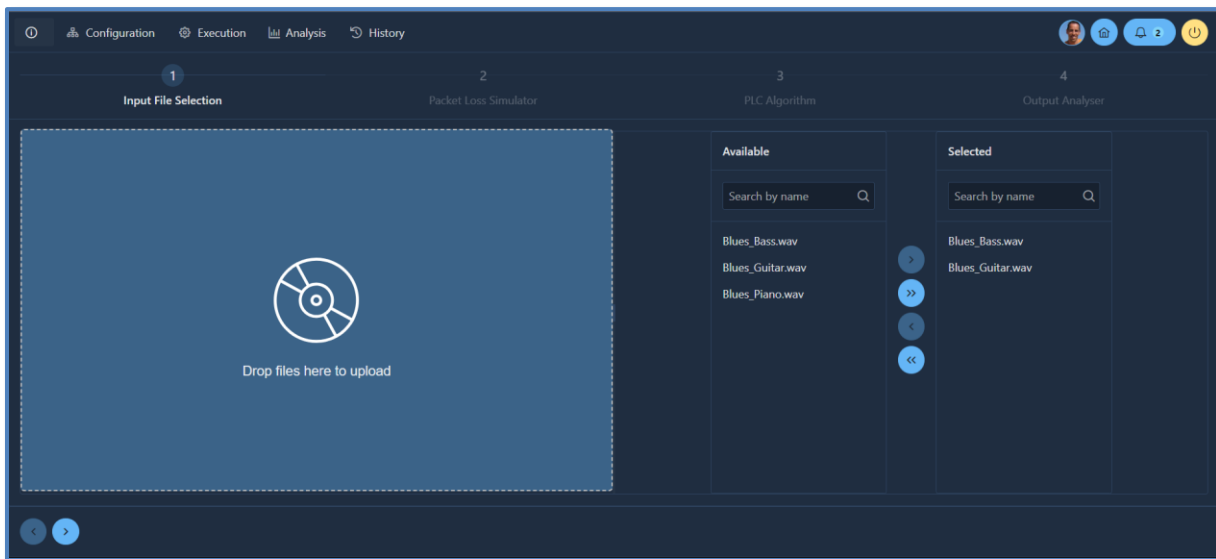 Configuration Execution Analysis History 2
1 2 3 4
Input File Selection Packet Loss Simulator PLC Algorithm Output Analyser
Available Selected
Search by name Search by name
Blues_Bass.wav Blues_Bass.wav
Blues_Guitar.wav Blues_Guitar.wav
Blues_Piano.wav
Drop files here to upload